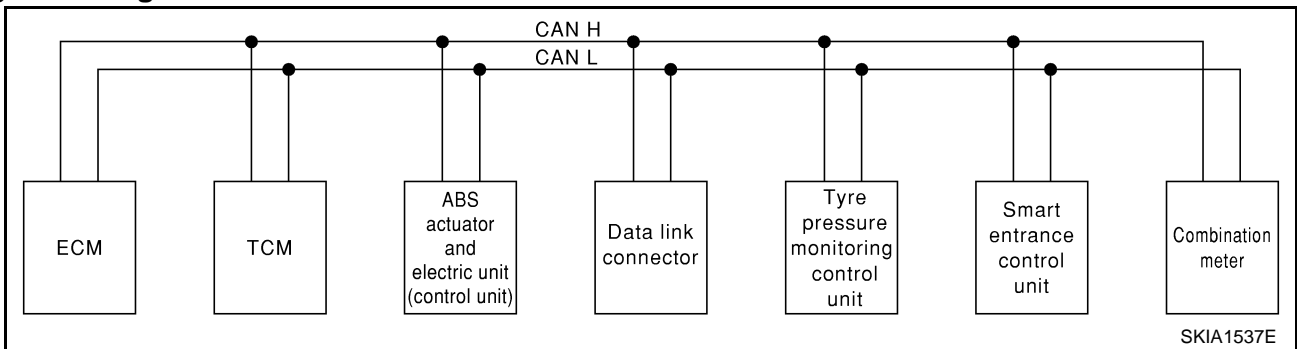 CAN H
CAN L
ECM
TCM
ABS
actuator
and
electric unit
(control unit)
Data link
connector
Tyre
pressure
monitoring
control
unit
Smart
entrance
control
unit
Combination
meter
SKIA1537E